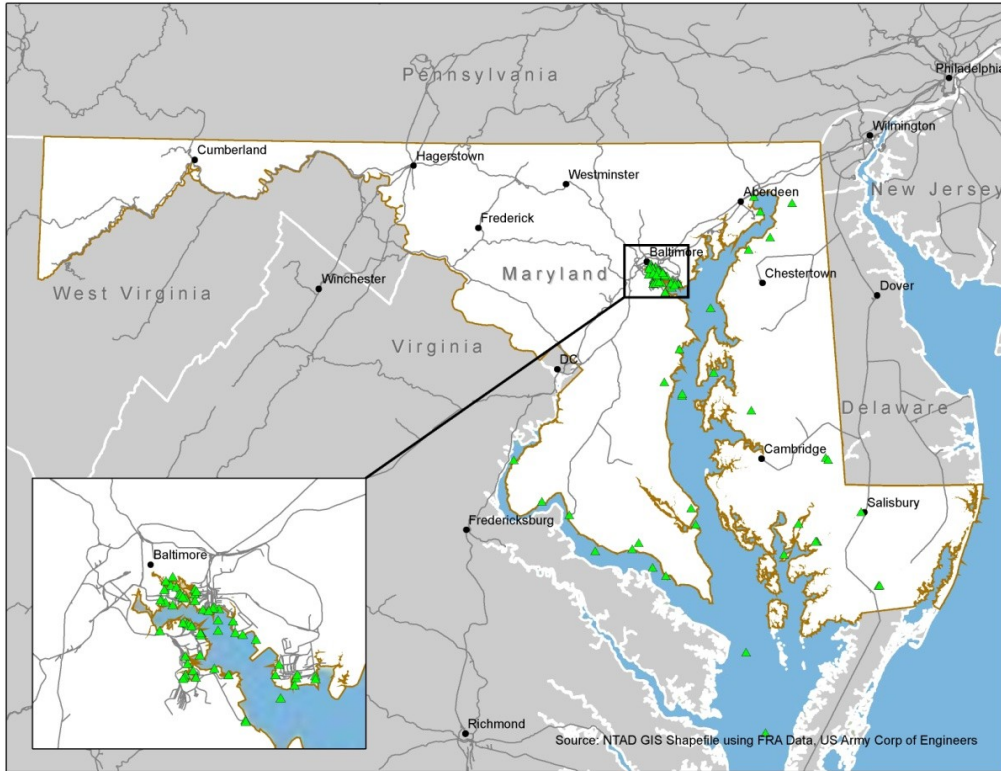 Pennsylvania
Philadelphia
Wilmington
Cumberland
Hagerstown
Westminster
Aberdeen
New Jersey
Frederick
Baltimore
Maryland
Winchester
Chestertown
Dover
West Virginia
Virginia
DC
Delaware
Cambridge
Salisbury
Fredericksburg
Baltimore
Richmond
Source: NTAD GIS Shapefile using FRA Data, US Army Corp of Engineers